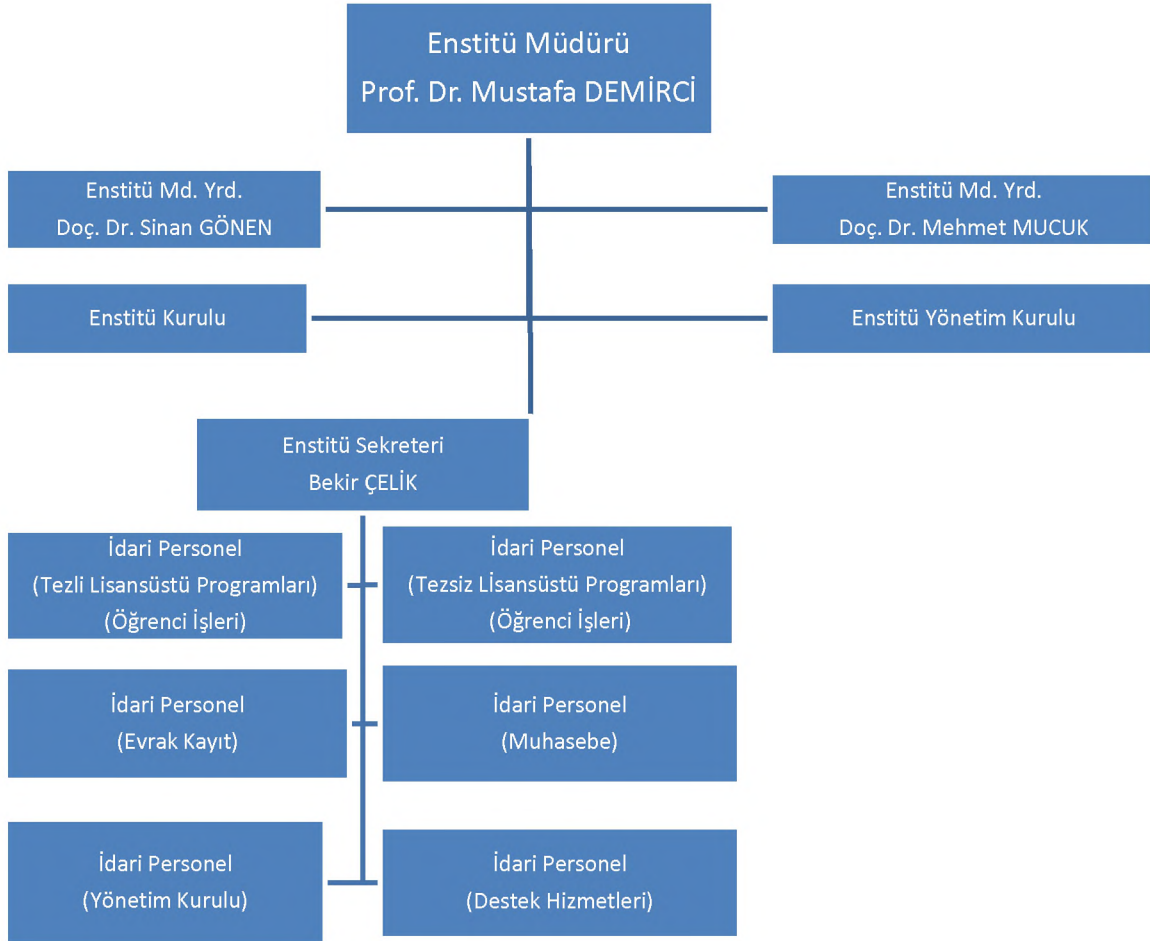 Enstitü Müdürü
Prof. Dr. Mustafa DEMİRCİ
Enstitü Md. Yrd.
Doç. Dr. Sinan GÖNEN
Enstitü Md. Yrd.
Doç. Dr. Mehmet MUCUK
Enstitü Kurulu
Enstitü Yönetim Kurulu
Enstitü Sekreteri
Bekir ÇELİK
İdari Personel
(Tezli Lisansüstü Programları)
(Öğrenci İşleri)
İdari Personel
(Tezsiz Lİsansüstü Programları)
(Öğrenci İşleri)
İdari Personel
(Evrak Kayıt)
İdari Personel
(Muhasebe)
İdari Personel
(Yönetim Kurulu)
İdari Personel
(Destek Hizmetleri)